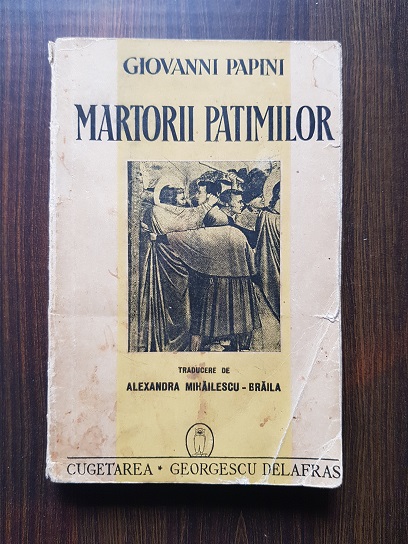 GIOVANNI PAPINI
MARTORII PATIMILOR
TRADUCERE DE
ALEXANDRA MIHĂILESCU-BRĂILA
CUGETAREA * GEORGESCU DELAFRAS